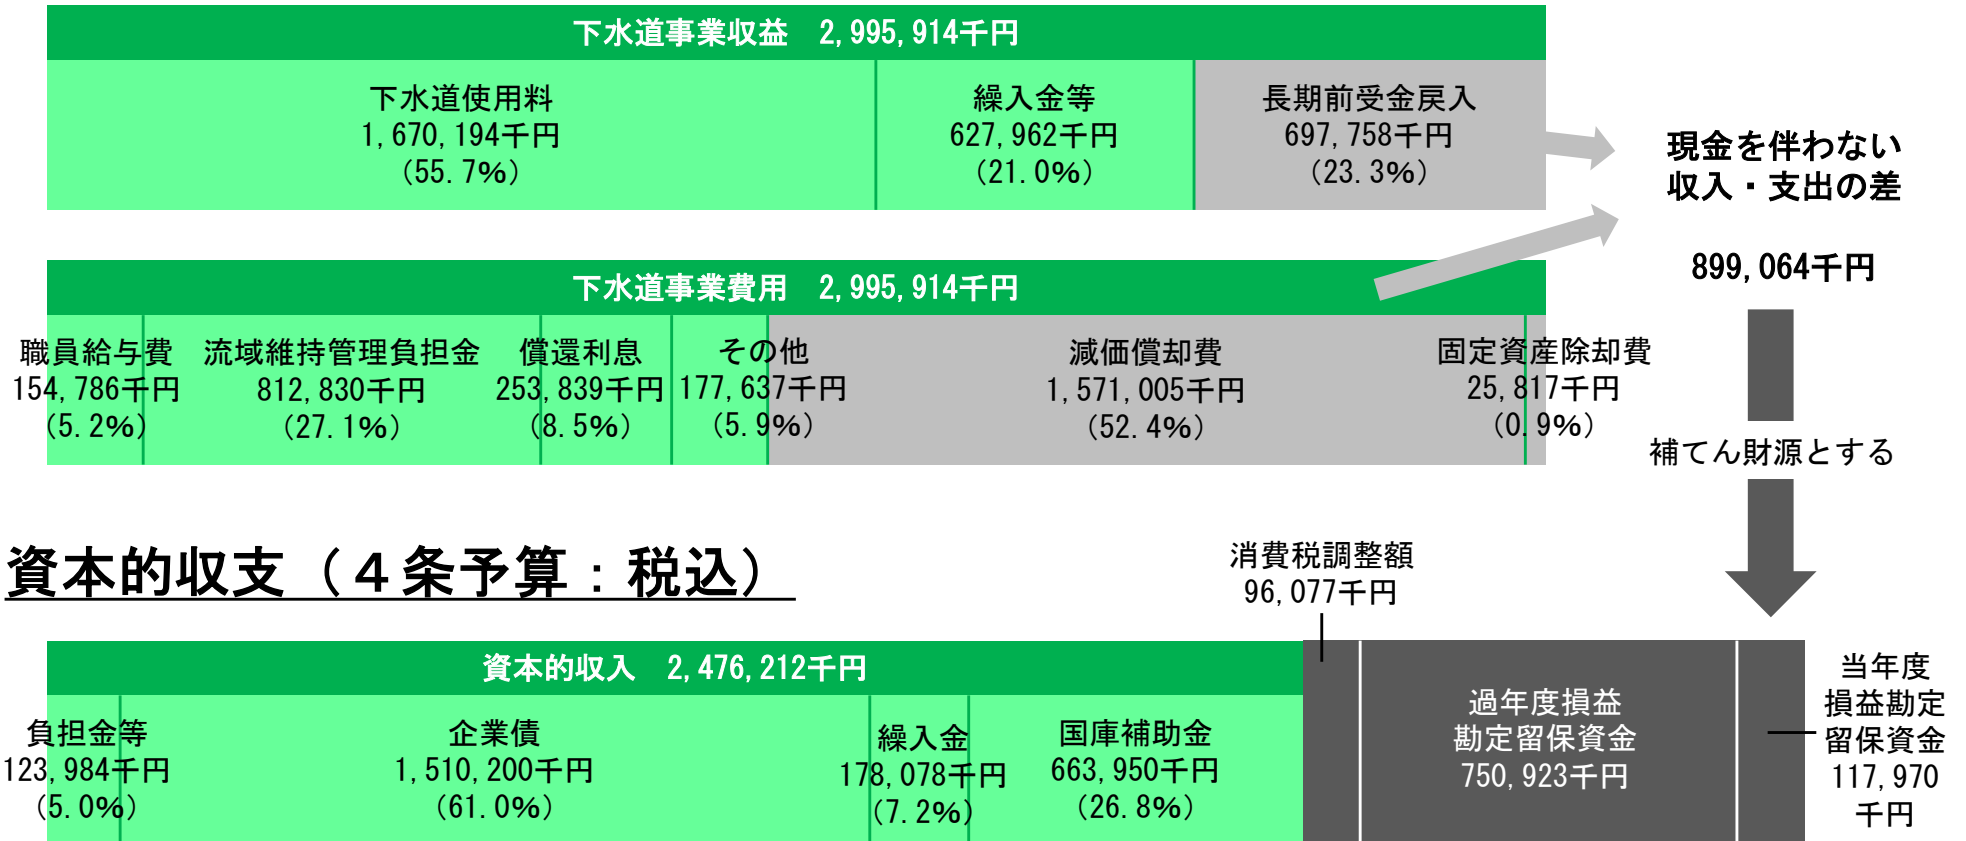 下水道事業収益　2,995,914千円
下水道使用料
1,670,194千円
(55.7%)
繰入金等
627,962千円
(21.0%)
長期前受金戻入
697,758千円
(23.3%)
現金を伴わない
収入・支出の差
899,064千円
下水道事業費用　2,995,914千円
職員給与費
154,786千円
(5.2%)
流域維持管理負担金
812,830千円
(27.1%)
償還利息
253,839千円
(8.5%)
その他
177,637千円
(5.9%)
減価償却費
1,571,005千円
(52.4%)
固定資産除却費
25,817千円
(0.9%)
補てん財源とする
資本的収支（４条予算：税込）
消費税調整額
96,077千円
資本的収入　2,476,212千円
負担金等
123,984千円
(5.0%)
企業債
1,510,200千円
(61.0%)
繰入金
178,078千円
(7.2%)
国庫補助金
663,950千円
(26.8%)
過年度損益
勘定留保資金
750,923千円
当年度
損益勘定
留保資金
117,970
千円